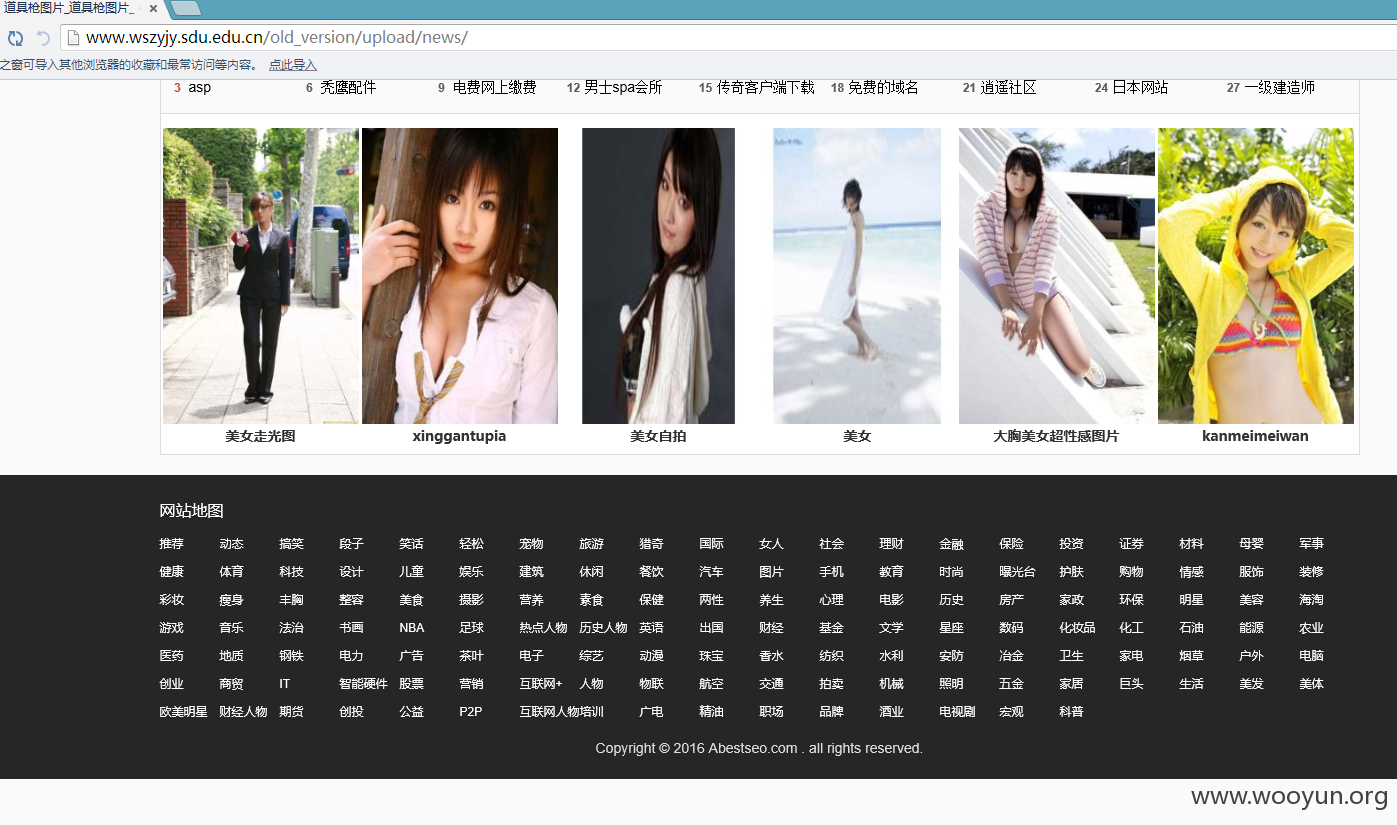 道具枪图片_道具枪图片_
www.wszyjy.sdu.edu.cn/old_version/upload/news/
之窗可导入其他浏览器的收藏和最常访问等内容。 点此导入
3 asp 6 秃鹰配件 9 电费网上缴费 12 男士spa会所 15 传奇客户端下载 18 免费的域名 21 逍遥社区 24 日本网站 27 一级建造师
美女走光图 xinggantupia 美女自拍 美女 大胸美女超性感图片 kanmeimeiwan
网站地图
推荐 动态 搞笑 段子 笑话 轻松 宠物 旅游 猎奇 国际 女人 社会 理财 金融 保险 投资 证券 材料 母婴 军事
健康 体育 科技 设计 儿童 娱乐 建筑 休闲 餐饮 汽车 图片 手机 教育 时尚 曝光台 护肤 购物 情感 服饰 装修
彩妆 瘦身 丰胸 整容 美食 摄影 营养 素食 保健 两性 养生 心理 电影 历史 房产 家政 环保 明星 美容 海淘
游戏 音乐 法治 书画 NBA 足球 热点人物 历史人物 英语 出国 财经 基金 文学 星座 数码 化妆品 化工 石油 能源 农业
医药 地质 钢铁 电力 广告 茶叶 电子 综艺 动漫 珠宝 香水 纺织 水利 安防 冶金 卫生 家电 烟草 户外 电脑
创业 商贸 IT 智能硬件 股票 营销 互联网+ 人物 物联 航空 交通 拍卖 机械 照明 五金 家居 巨头 生活 美发 美体
欧美明星 财经人物 期货 创投 公益 P2P 互联网人物 培训 广电 精油 职场 品牌 酒业 电视剧 宏观 科普
Copyright © 2016 Abestseo.com . all rights reserved.
www.wooyun.org